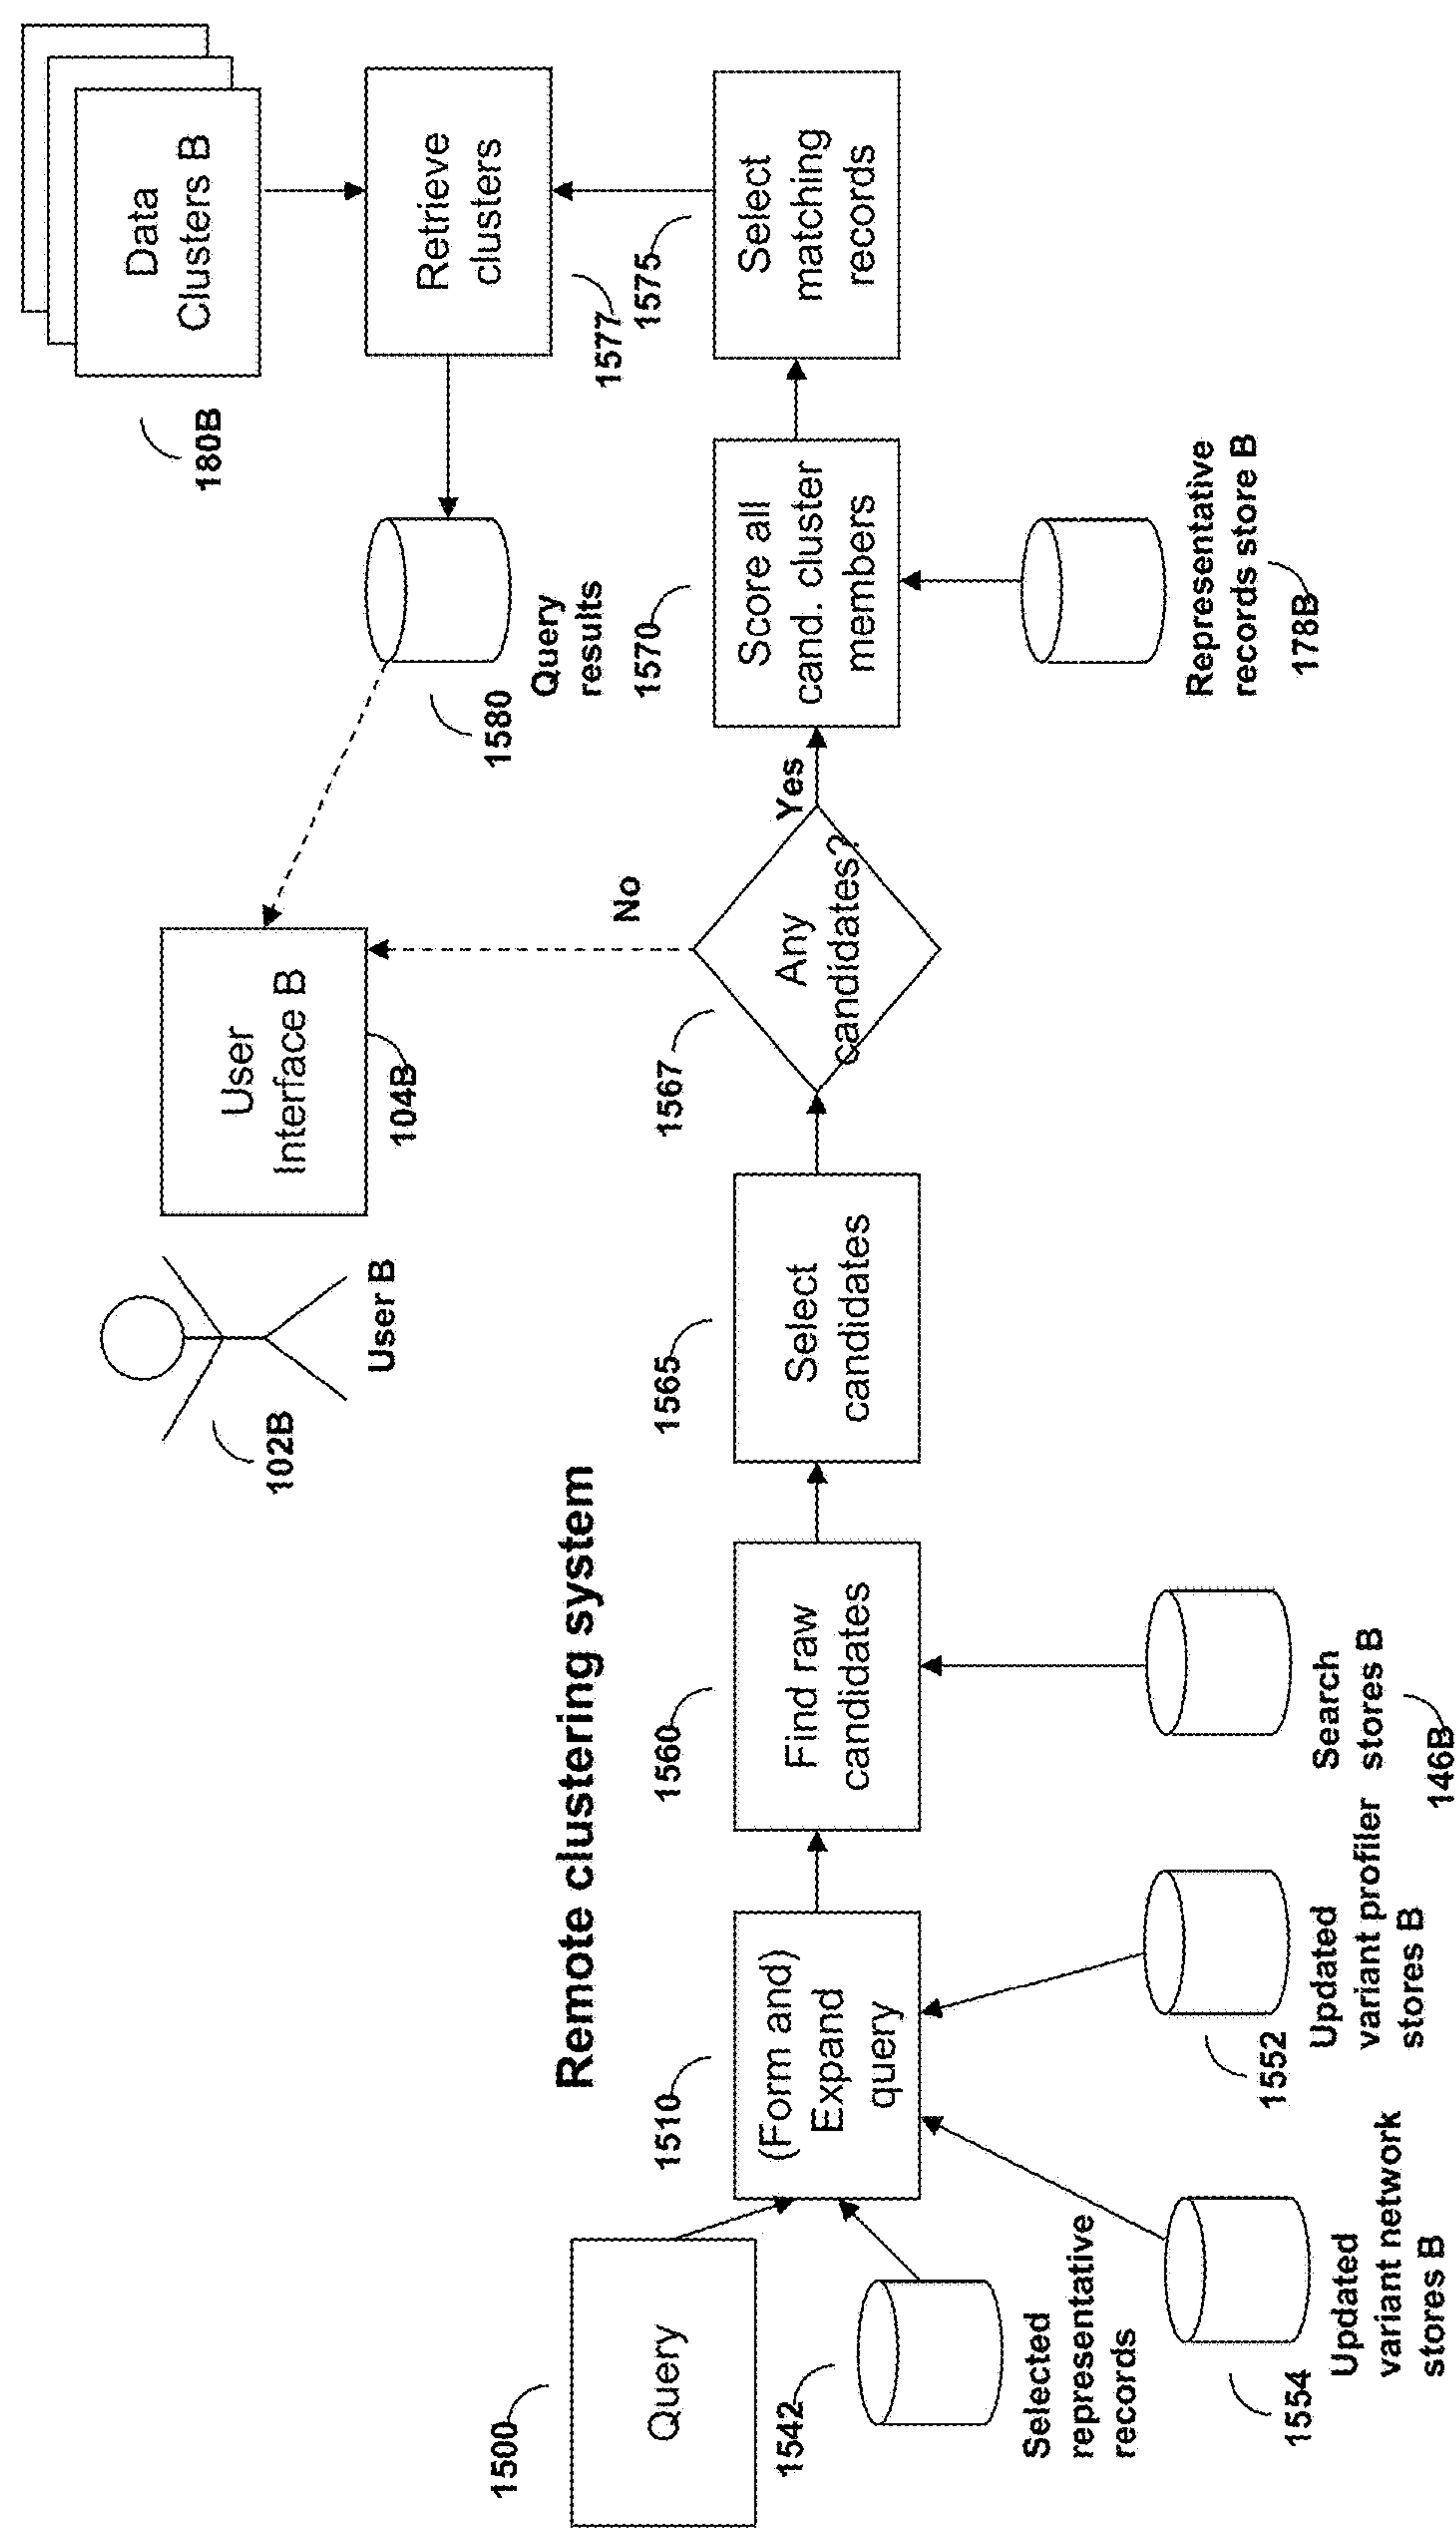 Remote clustering system
102B
User B
User
Interface B
104B
180B
Data
Clusters B
Retrieve
clusters
1577
1580
Query
results
No
1500
Query
1510
(Form and)
Expand
query
1560
Find raw
candidates
1565
Select
candidates
1567
Any
candidates?
Yes
1570
Score all
cand. cluster
members
1575
Select
matching
records
1542
Selected
representative
records
1554
Updated
variant network
stores B
1552
Updated
variant profiler
stores B
Search
stores B
146B
Representative
records store B
178B